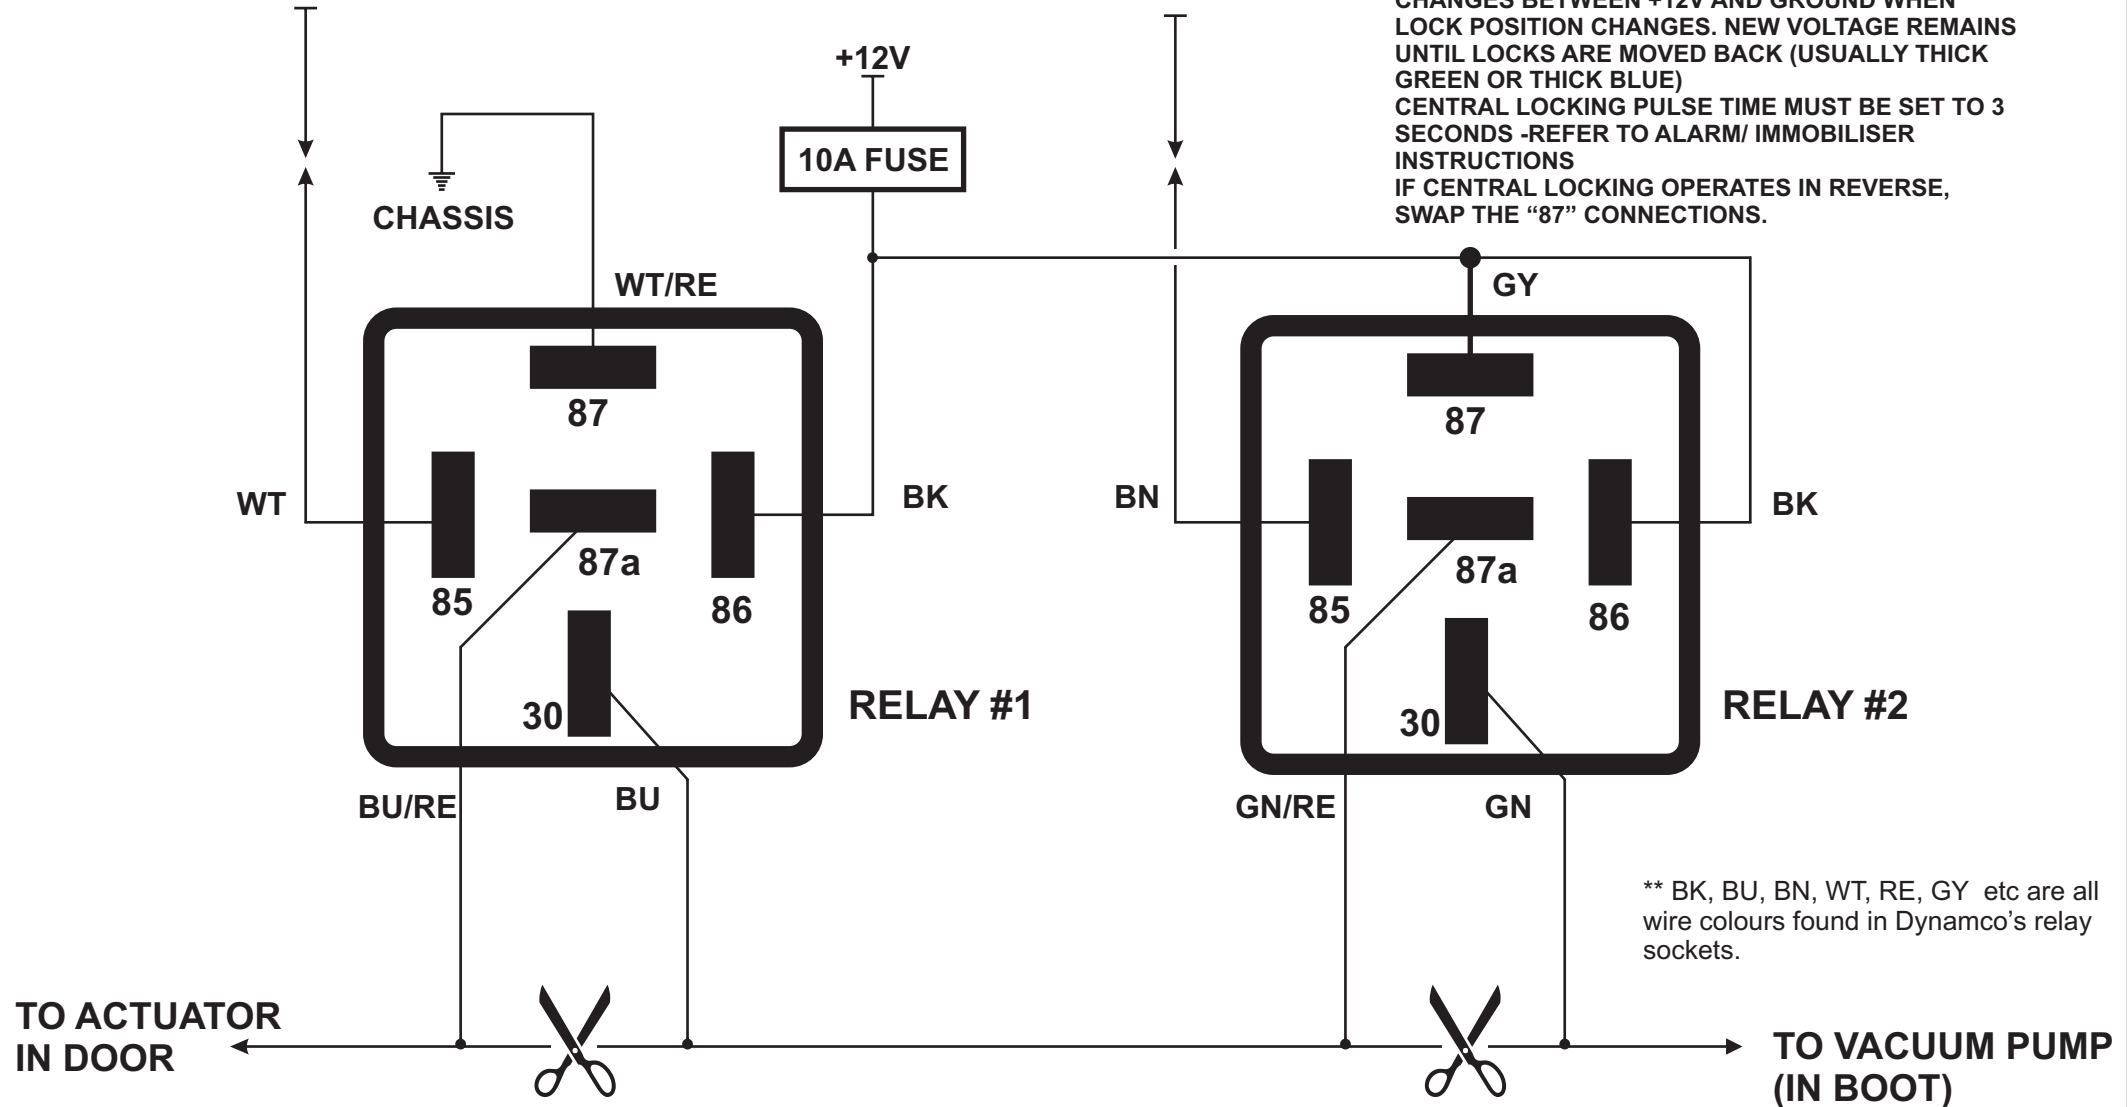 CHANGES BETWEEN +12V AND GROUND WHEN
LOCK POSITION CHANGES. NEW VOLTAGE REMAINS
UNTIL LOCKS ARE MOVED BACK (USUALLY THICK
GREEN OR THICK BLUE)
CENTRAL LOCKING PULSE TIME MUST BE SET TO 3
SECONDS -REFER TO ALARM/ IMMOBILISER
INSTRUCTIONS
IF CENTRAL LOCKING OPERATES IN REVERSE,
SWAP THE “87” CONNECTIONS.
+12V
10A FUSE
CHASSIS
WT/RE
GY
87
87
WT
BK
BN
BK
87a
87a
85
86
85
86
30
RELAY #1
30
RELAY #2
BU/RE
BU
GN/RE
GN
** BK, BU, BN, WT, RE, GY etc are all
wire colours found in Dynamco’s relay
sockets.
TO ACTUATOR
IN DOOR
TO VACUUM PUMP
(IN BOOT)